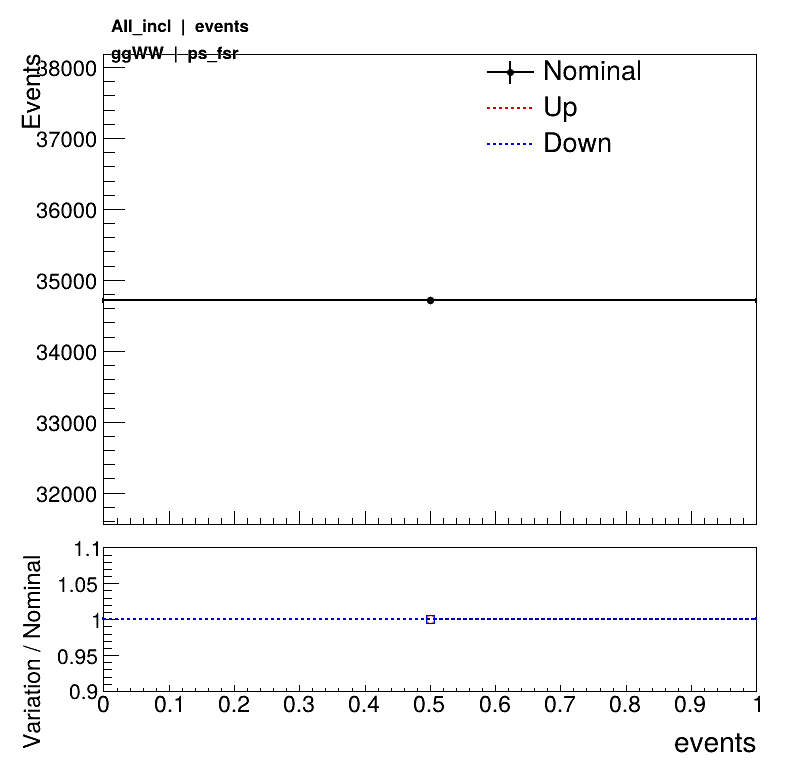 All_incl | events
ggWW | ps_fsr
Events
38000
37000
36000
35000
34000
33000
32000
Nominal
Up
Down
Variation / Nominal
1.1
1.05
1
0.95
0.9
0 0.1 0.2 0.3 0.4 0.5 0.6 0.7 0.8 0.9 1
events